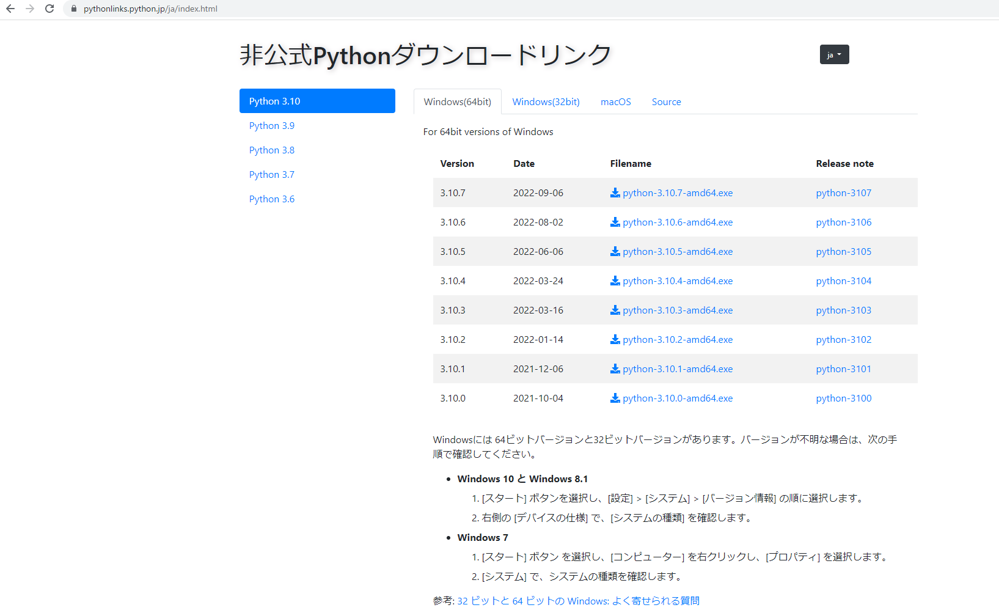 pythonlinks.python.jp/ja/index.html
非公式Pythonダウンロードリンク
ja
Python 3.10
Python 3.9
Python 3.8
Python 3.7
Python 3.6
Windows(64bit) Windows(32bit) macOS Source
For 64bit versions of Windows
Version Date Filename Release note
3.10.7 2022-09-06 python-3.10.7-amd64.exe python-3107
3.10.6 2022-08-02 python-3.10.6-amd64.exe python-3106
3.10.5 2022-06-06 python-3.10.5-amd64.exe python-3105
3.10.4 2022-03-24 python-3.10.4-amd64.exe python-3104
3.10.3 2022-03-16 python-3.10.3-amd64.exe python-3103
3.10.2 2022-01-14 python-3.10.2-amd64.exe python-3102
3.10.1 2021-12-06 python-3.10.1-amd64.exe python-3101
3.10.0 2021-10-04 python-3.10.0-amd64.exe python-3100
Windowsには 64ビットバージョンと32ビットバージョンがあります。バージョンが不明な場合は、次の手
順で確認してください。
• Windows 10 と Windows 8.1
1. [スタート] ボタンを選択し、[設定] > [システム] > [バージョン情報] の順に選択します。
2. 右側の [デバイスの仕様] で、[システムの種類] を確認します。
• Windows 7
1. [スタート] ボタン を選択し、[コンピューター] を右クリックし、[プロパティ] を選択します。
2. [システム] で、システムの種類を確認します。
参考: 32 ビットと 64 ビットの Windows: よく寄せられる質問